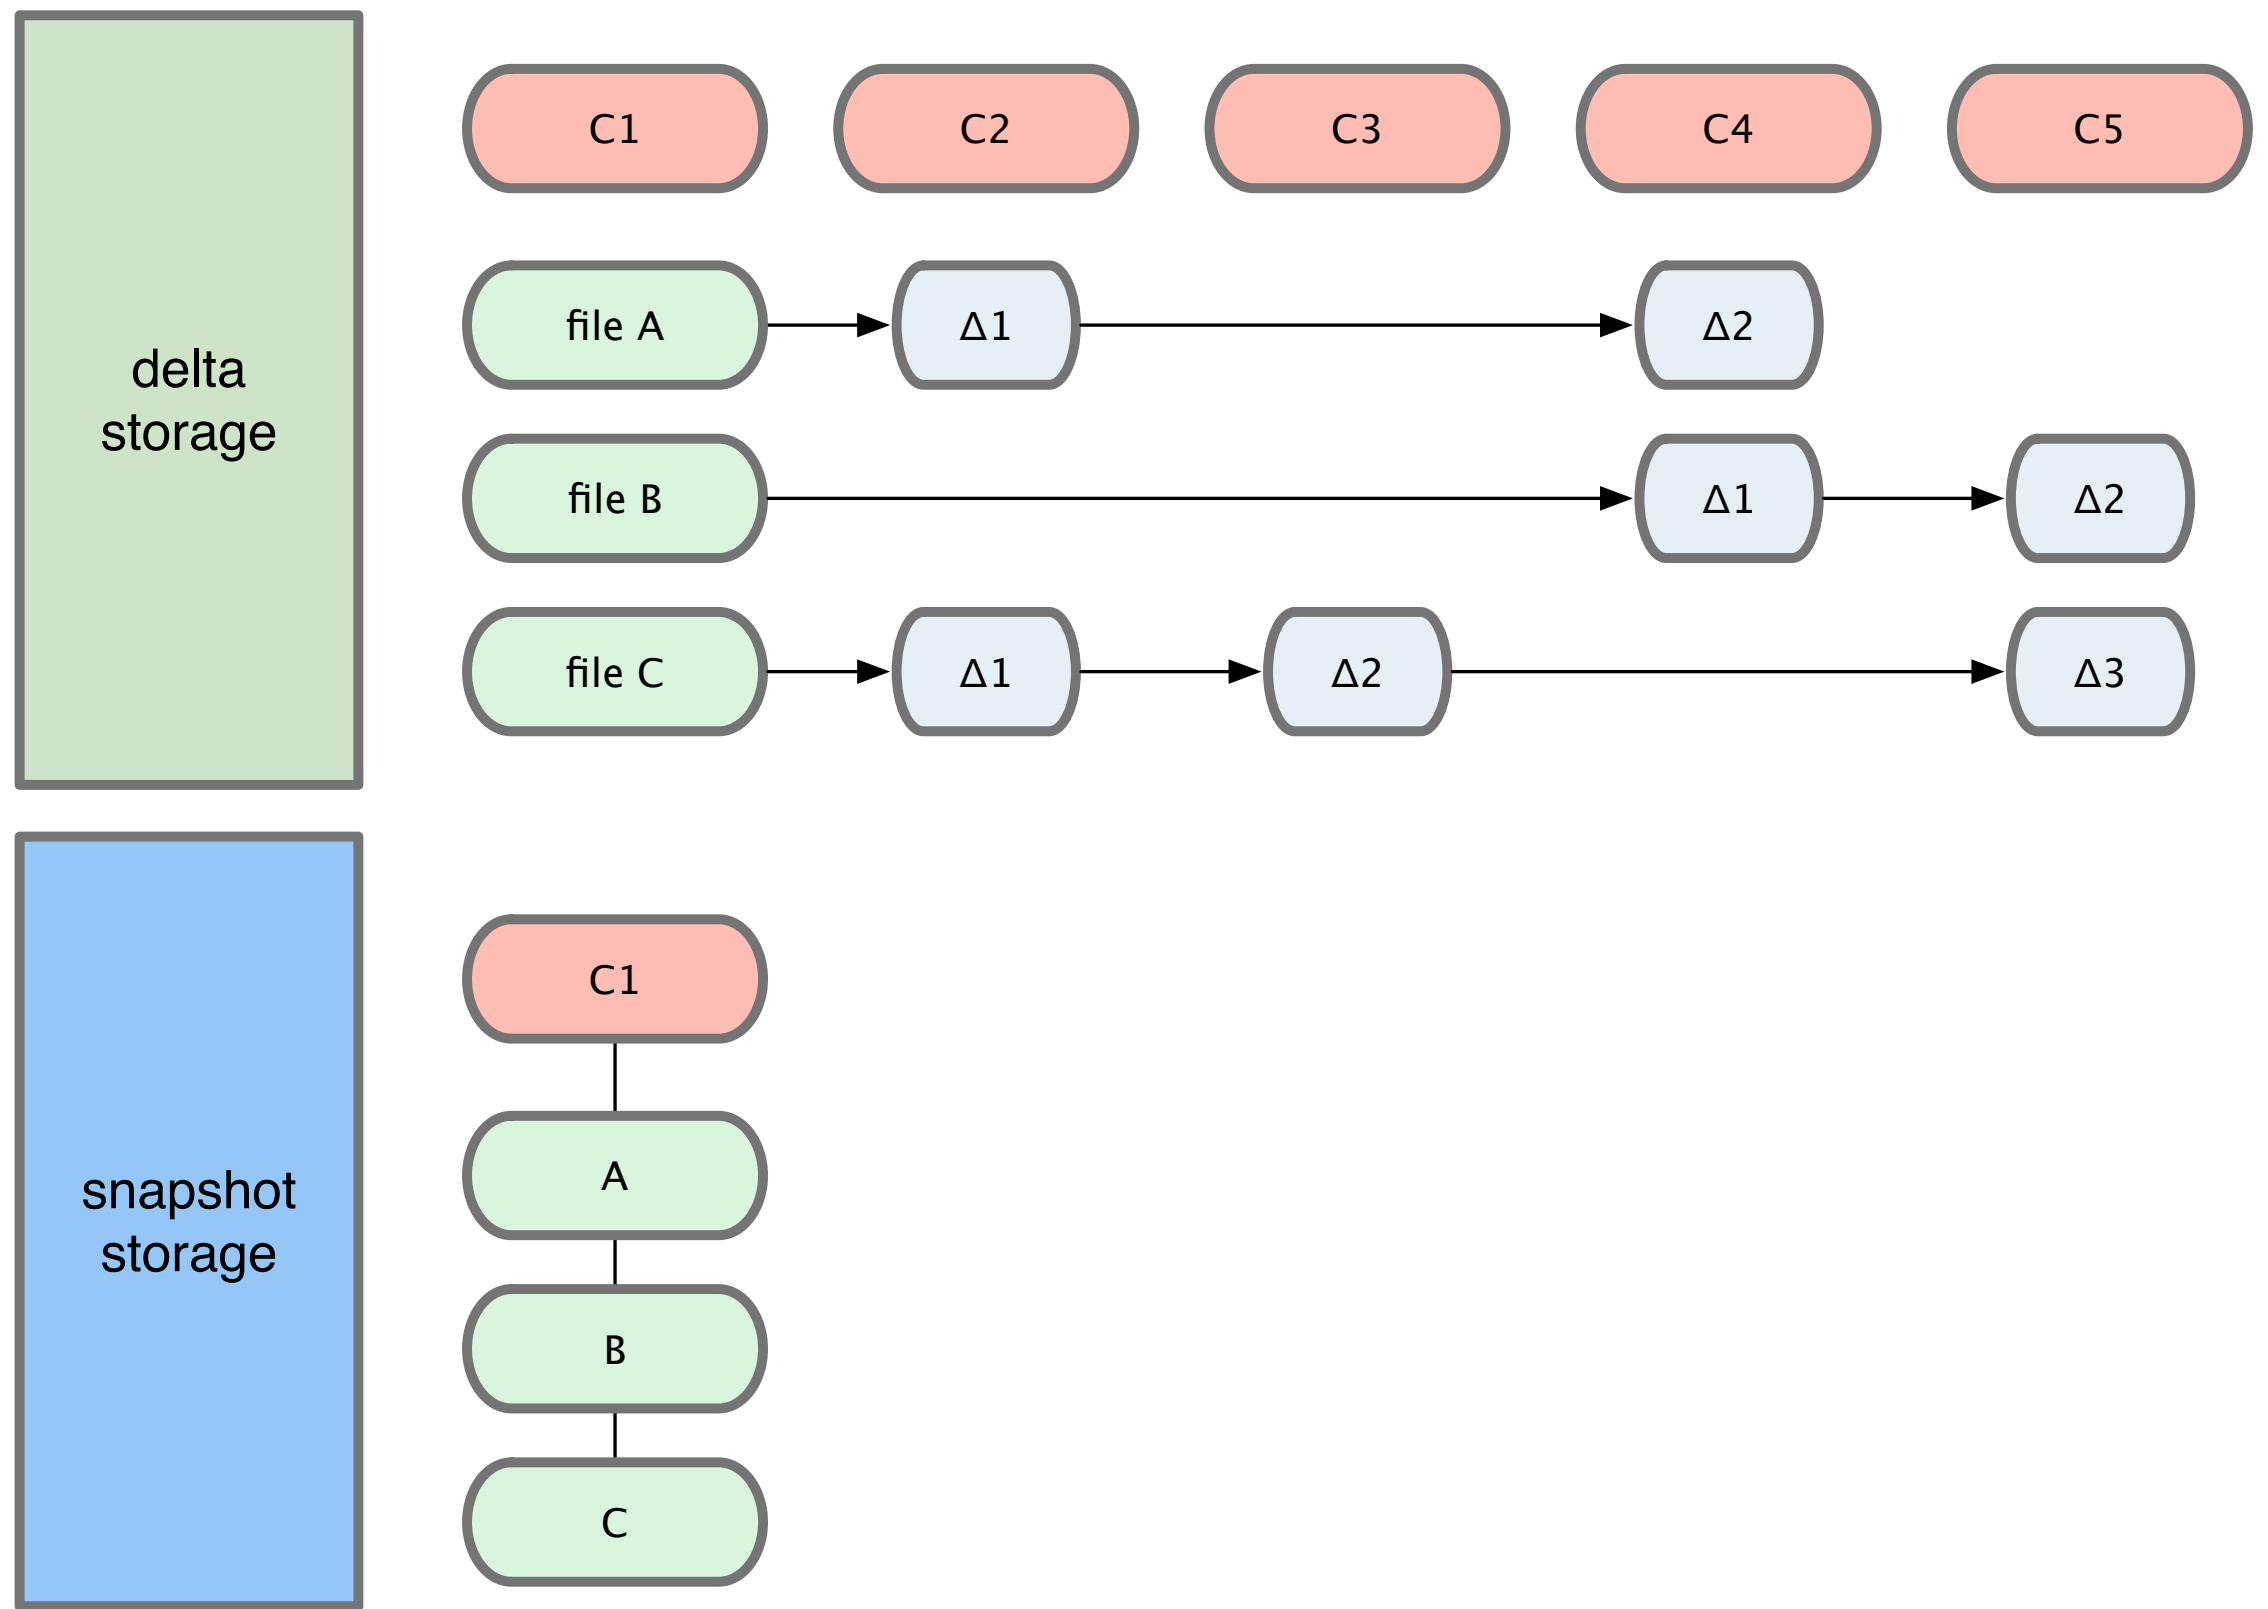 delta
storage
C1
C2
C3
C4
C5
file A
Δ1
Δ2
file B
Δ1
Δ2
file C
Δ1
Δ2
Δ3
snapshot
storage
C1
A
B
C